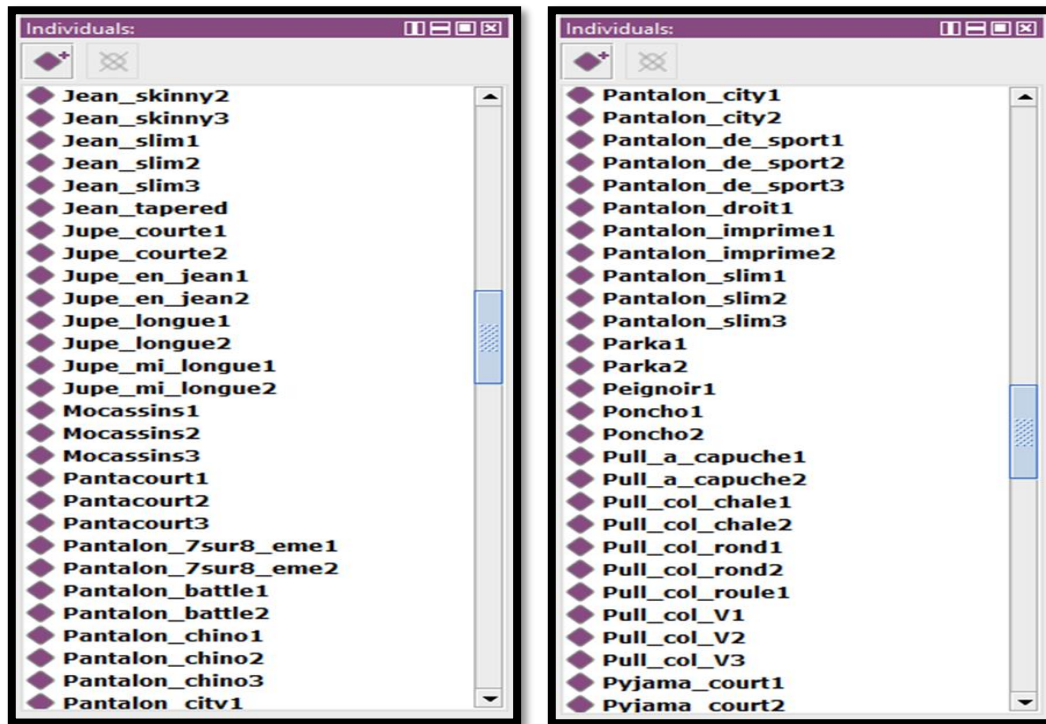 Individuals:
Jean_skinny2
Jean_skinny3
Jean_slim1
Jean_slim2
Jean_slim3
Jean_tapered
Jupe_courte1
Jupe_courte2
Jupe_en_jean1
Jupe_en_jean2
Jupe_longue1
Jupe_longue2
Jupe_mi_longue1
Jupe_mi_longue2
Mocassins1
Mocassins2
Mocassins3
Pantacourt1
Pantacourt2
Pantacourt3
Pantalon_7sur8_eme1
Pantalon_7sur8_eme2
Pantalon_battle1
Pantalon_battle2
Pantalon_chino1
Pantalon_chino2
Pantalon_chino3
Pantalon_city1
Individuals:
Pantalon_city1
Pantalon_city2
Pantalon_de_sport1
Pantalon_de_sport2
Pantalon_de_sport3
Pantalon_droit1
Pantalon_imprime1
Pantalon_imprime2
Pantalon_slim1
Pantalon_slim2
Pantalon_slim3
Parka1
Parka2
Peignoir1
Poncho1
Poncho2
Pull_a_capuche1
Pull_a_capuche2
Pull_col_chale1
Pull_col_chale2
Pull_col_rond1
Pull_col_rond2
Pull_col_roule1
Pull_col_V1
Pull_col_V2
Pull_col_V3
Pyjama_court1
Pyjama_court2